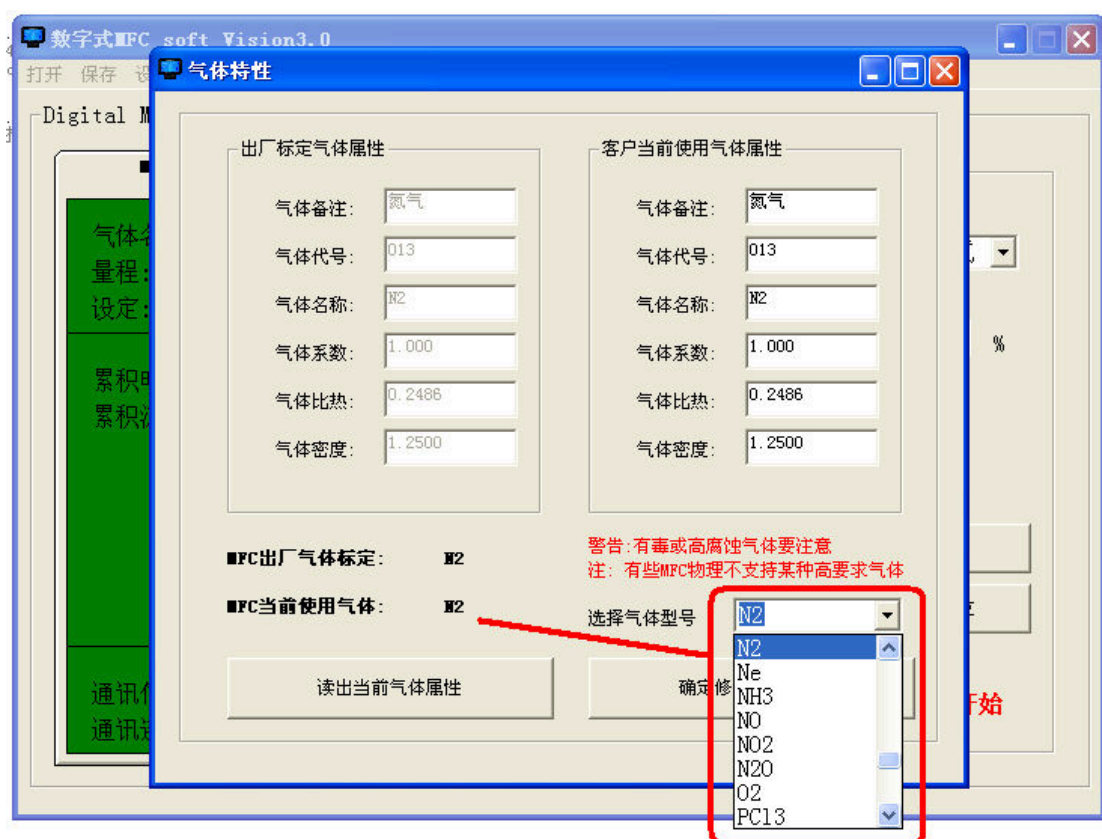 数字式MFC soft Vision3.0
打开 保存
气体特性
Digital
出厂标定气体属性
气体备注: 氮气
气体代号: 013
气体名称: N2
气体系数: 1.000
气体比热: 0.2486
气体密度: 1.2500
客户当前使用气体属性
气体备注: 氮气
气体代号: 013
气体名称: N2
气体系数: 1.000
气体比热: 0.2486
气体密度: 1.2500
MFC出厂气体标定: N2
MFC当前使用气体: N2
警告:有毒或高腐蚀气体要注意
注: 有些MFC物理不支持某种高要求气体
选择气体型号 N2
N2
Ne
NH3
NO
NO2
N2O
O2
PCl3
读出当前气体属性
确定修
气体
量程:
设定:
累积
累积
通讯
通讯
%
始